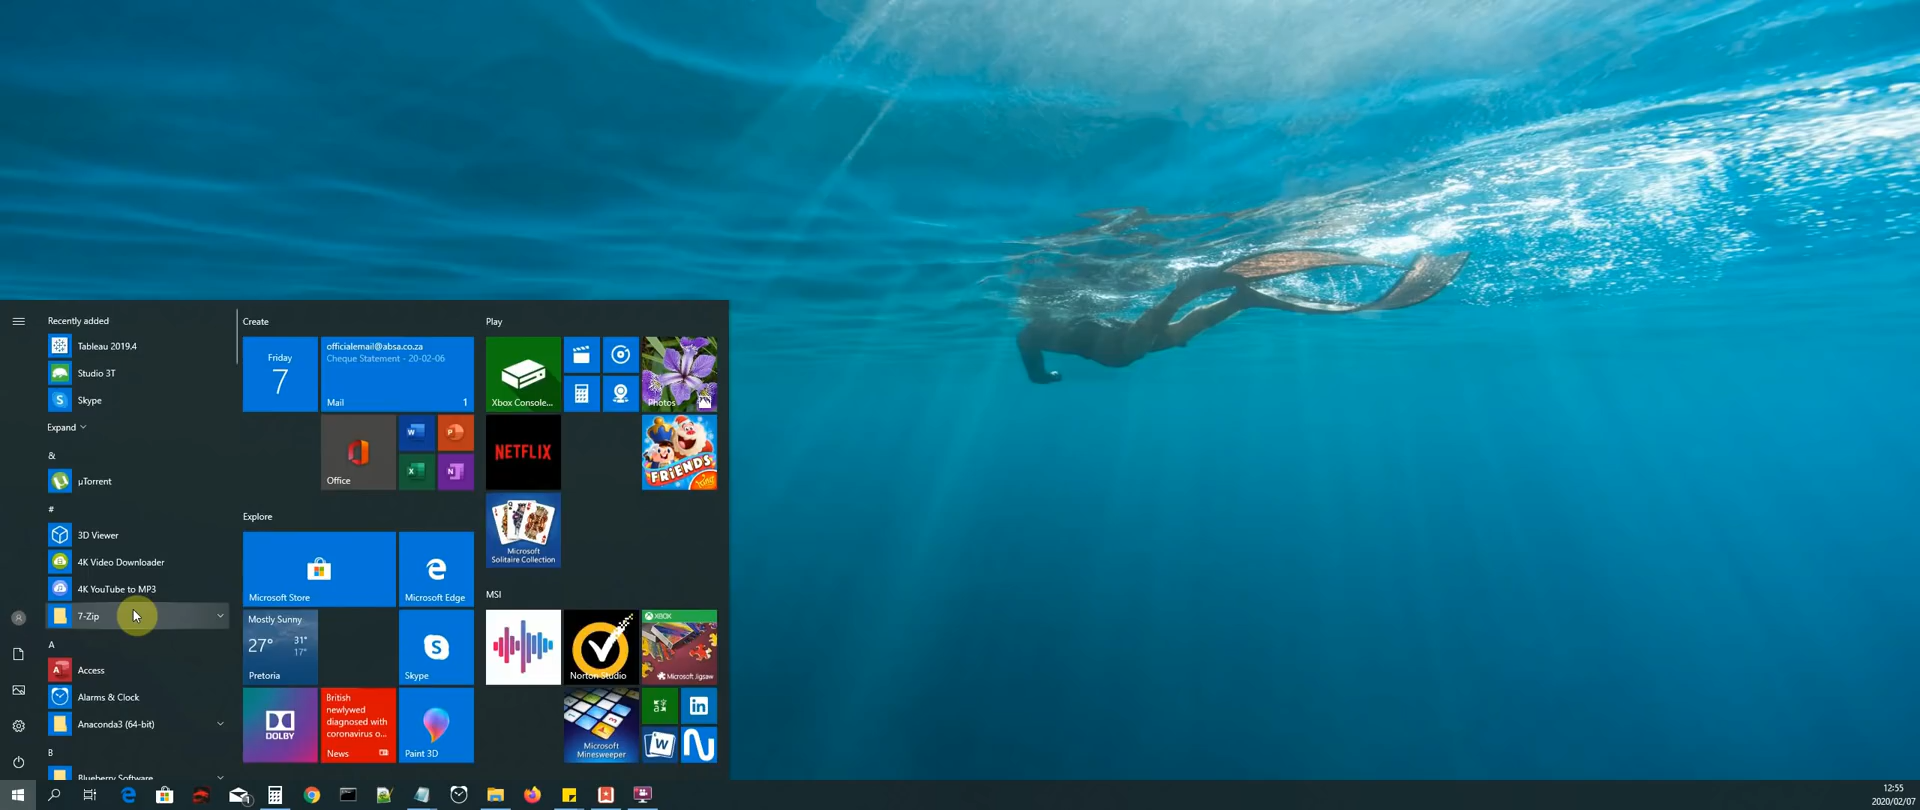 Recently added
Tableau 2019.4
Studio 3T
Skype
Expand
&
µTorrent
#
3D Viewer
4K Video Downloader
4K YouTube to MP3
7-Zip
A
Access
Alarms & Clock
Anaconda3 (64-bit)
B
Blueberry Software
Create
Friday
7
officialemail@absa.co.za
Cheque Statement - 20-02-06
Mail
1
Office
Explore
Microsoft Store
Microsoft Edge
Mostly Sunny
27°
31°
17°
Pretoria
Skype
DOLBY
British
newlywed
diagnosed with
coronavirus o...
News
Paint 3D
Play
Xbox Console...
Photos
NETFLIX
FRIENDS
King
Microsoft
Solitaire Collection
MSI
Norton Studio
XBOX
Microsoft Jigsaw
Microsoft
Minesweeper
in
W
12:55
2020/02/07